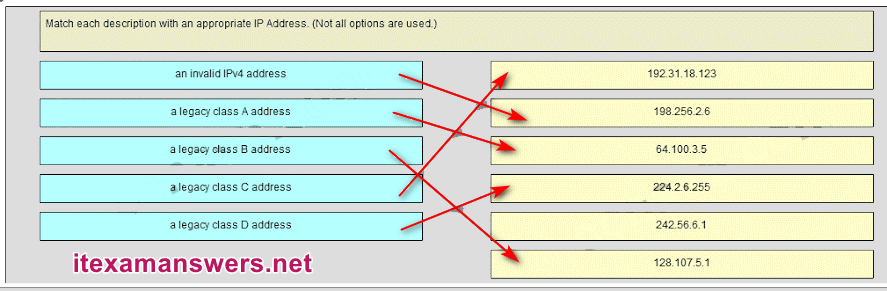 Match each description with an appropriate IP Address. (Not all options are used.)
an invalid IPv4 address
192.31.18.123
a legacy class A address
198.256.2.6
a legacy class B address
64.100.3.5
a legacy class C address
224.2.6.255
a legacy class D address
242.56.6.1
128.107.5.1
itexamanswers.net